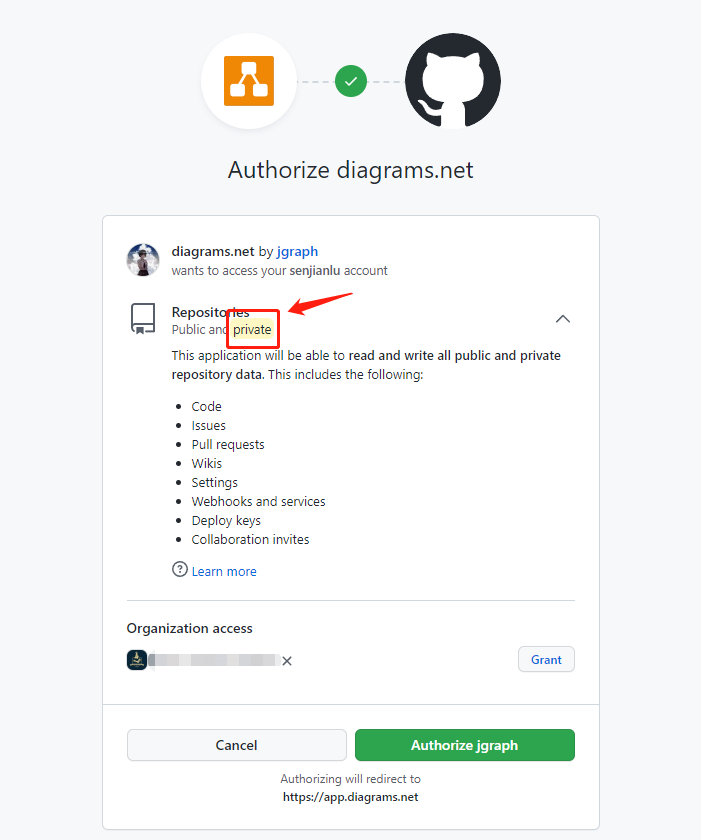 Authorize diagrams.net
diagrams.net by jgraph
wants to access your senjianlu account
Repositories
Public and private
This application will be able to read and write all public and private
repository data. This includes the following:
Code
Issues
Pull requests
Wikis
Settings
Webhooks and services
Deploy keys
Collaboration invites
Learn more
Organization access
Grant
Cancel
Authorize jgraph
Authorizing will redirect to
https://app.diagrams.net